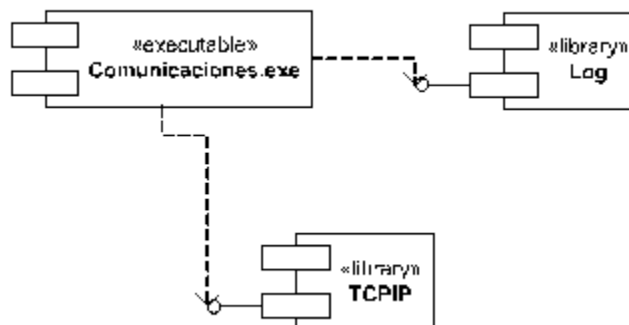 «executable»
Comunicaciones.exe
«library»
Log
«library»
TCPIP